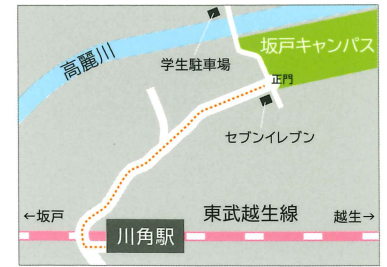 坂戸キャンパス
高麗川
学生駐車場
正門
セブンイレブン
←坂戸
東武越生線
越生→
川角駅